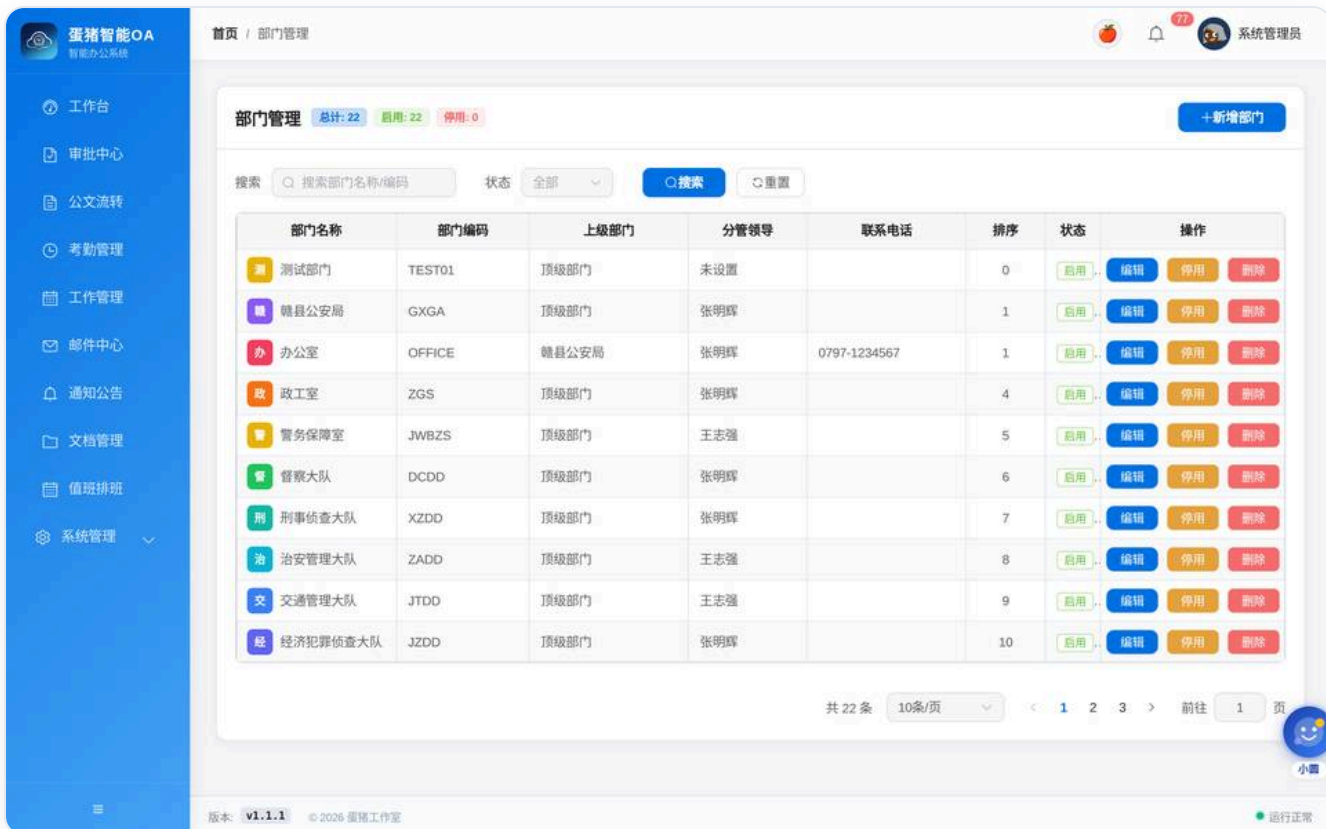 蛋猪智能OA
智能办公系统
首页 / 部门管理
77
系统管理员
工作台
审批中心
公文流转
考勤管理
工作管理
邮件中心
通知公告
文档管理
值班排班
系统管理
部门管理 总计: 22 启用: 22 停用: 0
+新增部门
搜索 搜索部门名称/编码 状态 全部 搜索 重置
部门名称 部门编码 上级部门 分管领导 联系电话 排序 状态 操作
测 测试部门 TEST01 顶级部门 未设置 0 启用 编辑 停用 删除
赣 赣县公安局 GXGA 顶级部门 张明辉 1 启用 编辑 停用 删除
办 办公室 OFFICE 赣县公安局 张明辉 0797-1234567 1 启用 编辑 停用 删除
政 政工室 ZGS 顶级部门 张明辉 4 启用 编辑 停用 删除
警 警务保障室 JWBZS 顶级部门 王志强 5 启用 编辑 停用 删除
督 督察大队 DCDD 顶级部门 张明辉 6 启用 编辑 停用 删除
刑 刑事侦查大队 XZDD 顶级部门 张明辉 7 启用 编辑 停用 删除
治 治安管理大队 ZADD 顶级部门 王志强 8 启用 编辑 停用 删除
交 交通管理大队 JTDD 顶级部门 王志强 9 启用 编辑 停用 删除
经 经济犯罪侦查大队 JZDD 顶级部门 张明辉 10 启用 编辑 停用 删除
共 22 条 10条/页 1 2 3 前往 1 页
小圆
版本: v1.1.1 © 2026 蛋猪工作室
运行正常